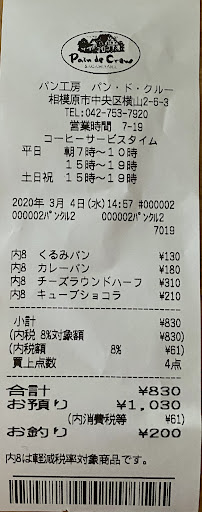 Pain de Crew
パン工房 パン・ド・クルー
相模原市中央区横山2-6-3
TEL:042-753-7920
営業時間 7-19
コーヒーサービスタイム
平日 朝7時～10時
15時～19時
土日祝 15時～19時
2020年 3月 4日(水)14:57 #000002
000002パンクル2 000002パンクル2
7019
内8 くるみパン ¥130
内8 カレーパン ¥180
内8 チーズラウンドハーフ ¥310
内8 キューブショコラ ¥210
小計 ¥830
(内税 8%対象額 ¥830)
(内税額 8% ¥61)
買上点数 4点
合計 ¥830
お預り ¥1,030
(内消費税等 ¥61)
お釣り ¥200
内8は軽減税率対象商品です。